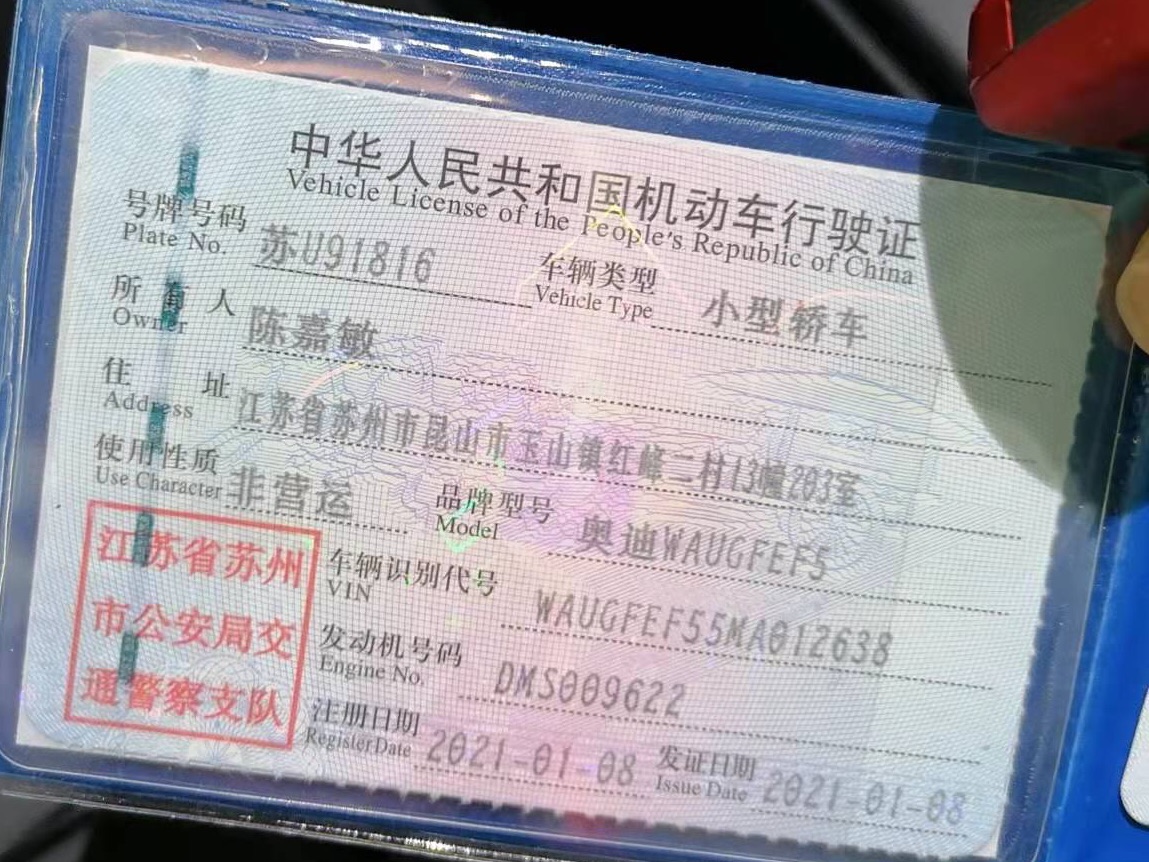 中华人民共和国机动车行驶证
Vehicle License of the People's Republic of China
号牌号码 苏U91816 车辆类型 小型轿车
Plate No. Vehicle Type
所有人 陈嘉敏
Owner
住址 江苏省苏州市昆山市玉山镇红峰二村13幢203室
Address
使用性质 非营运 品牌型号 奥迪WAUGFEF5
Use Character Model
江苏省苏州
市公安局交
通警察支队
车辆识别代号 WAUGFEF55MA012638
VIN
发动机号码 DMS009622
Engine No.
注册日期 2021-01-08 发证日期 2021-01-08
Register Date Issue Date